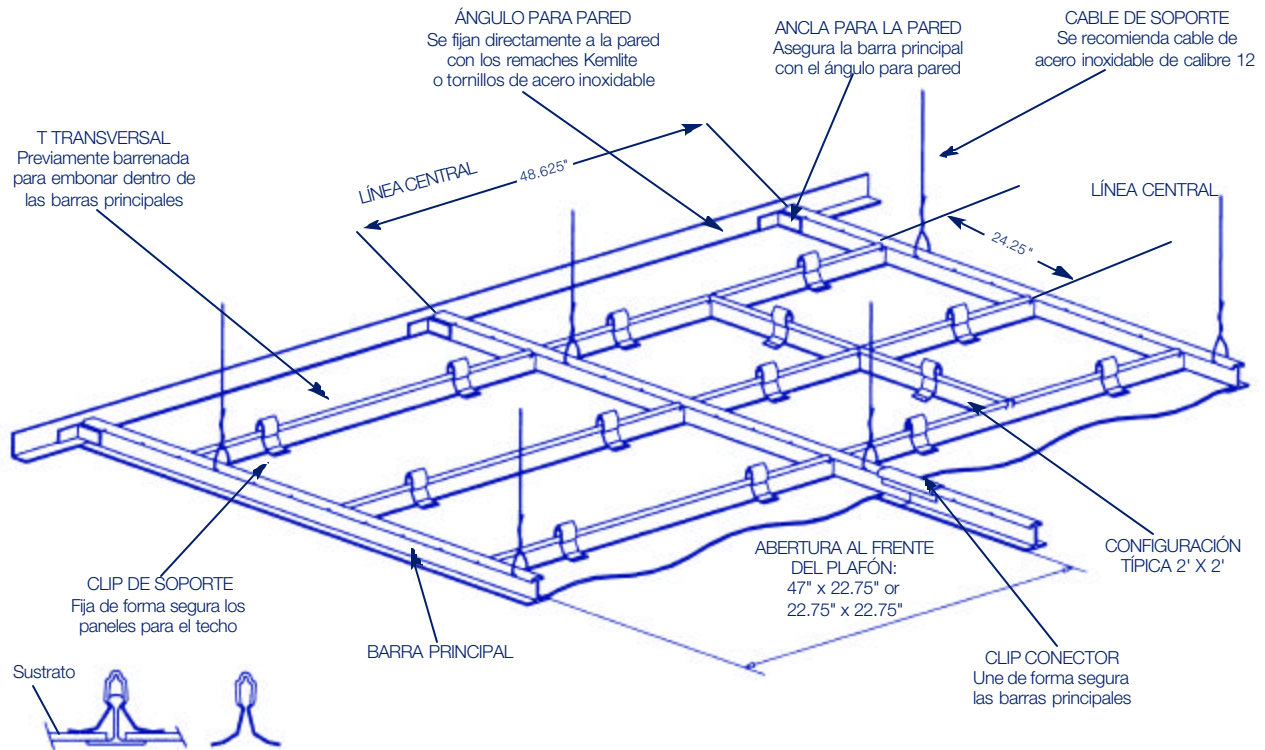 ÁNGULO PARA PARED
Se fijan directamente a la pared
con los remaches Kemlite
o tornillos de acero inoxidable
ANCLA PARA LA PARED
Asegura la barra principal
con el ángulo para pared
CABLE DE SOPORTE
Se recomienda cable de
acero inoxidable de calibre 12
T TRANSVERSAL
Previamente barrenada
para embonar dentro de
las barras principales
LÍNEA CENTRAL
48.625"
LÍNEA CENTRAL
24.25"
CLIP DE SOPORTE
Fija de forma segura los
paneles para el techo
BARRA PRINCIPAL
ABERTURA AL FRENTE
DEL PLAFÓN:
47" x 22.75" or
22.75" x 22.75"
CONFIGURACIÓN
TÍPICA 2' X 2'
CLIP CONECTOR
Une de forma segura
las barras principales
Sustrato